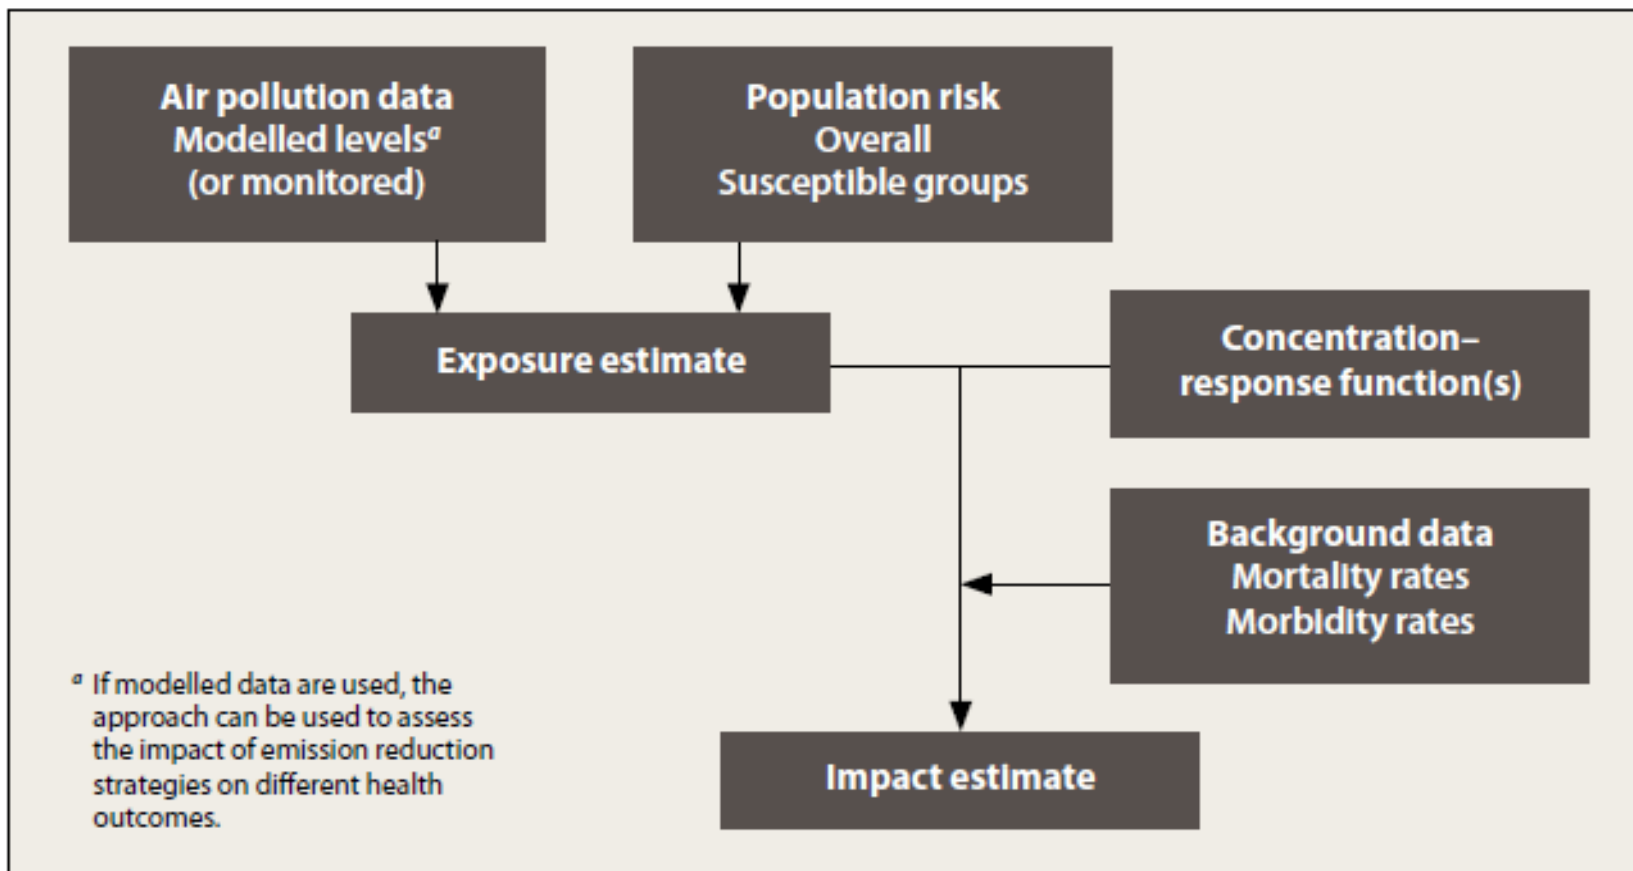 Air pollution data
Modelled levelsᵃ
(or monitored)
Population risk
Overall
Susceptible groups
Exposure estimate
Concentration–
response function(s)
Background data
Mortality rates
Morbidity rates
ᵃ If modelled data are used, the
approach can be used to assess
the impact of emission reduction
strategies on different health
outcomes.
Impact estimate